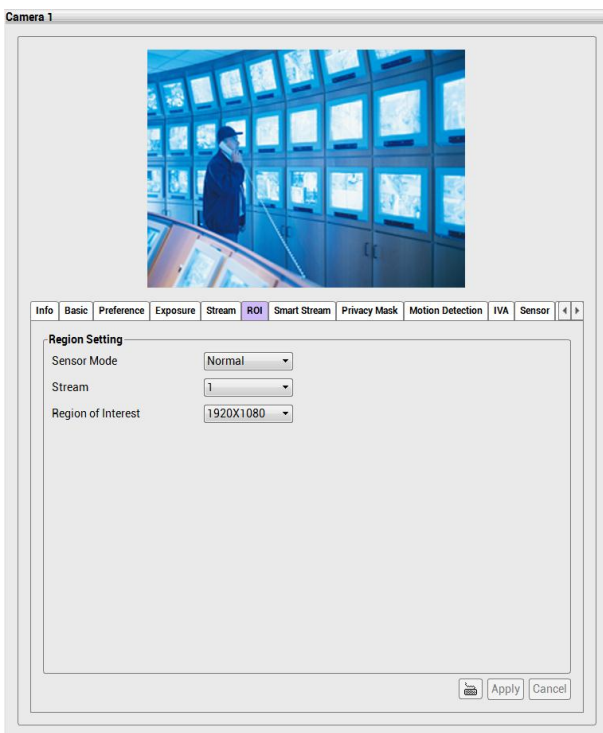 Camera 1
Info Basic Preference Exposure Stream ROI Smart Stream Privacy Mask Motion Detection IVA Sensor
Region Setting
Sensor Mode Normal
Stream 1
Region of Interest 1920X1080
Apply Cancel